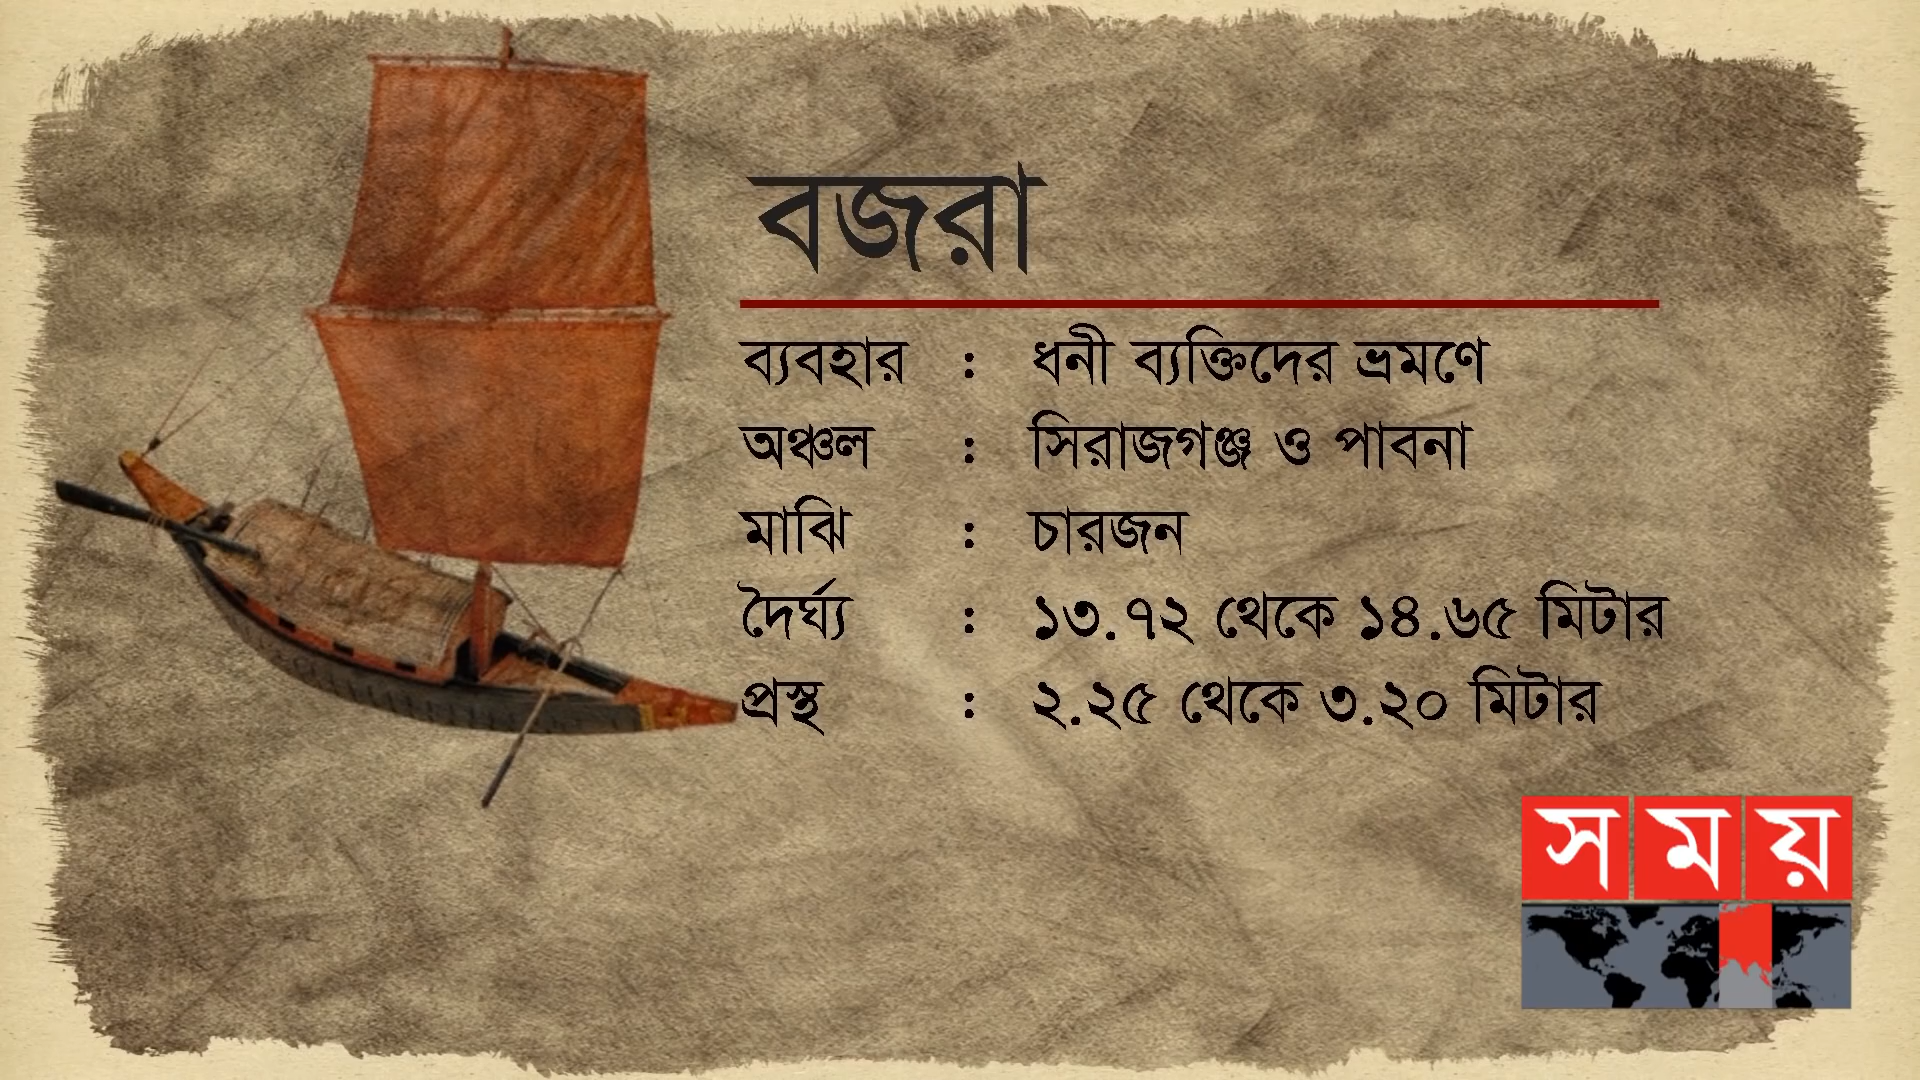 বজরা
ব্যবহার : ধনী ব্যক্তিদের ভ্রমণে
অঞ্চল : সিরাজগঞ্জ ও পাবনা
মাঝি : চারজন
দৈর্ঘ্য : ১৩.৭২ থেকে ১৪.৬৫ মিটার
প্রস্থ : ২.২৫ থেকে ৩.২০ মিটার
সময়